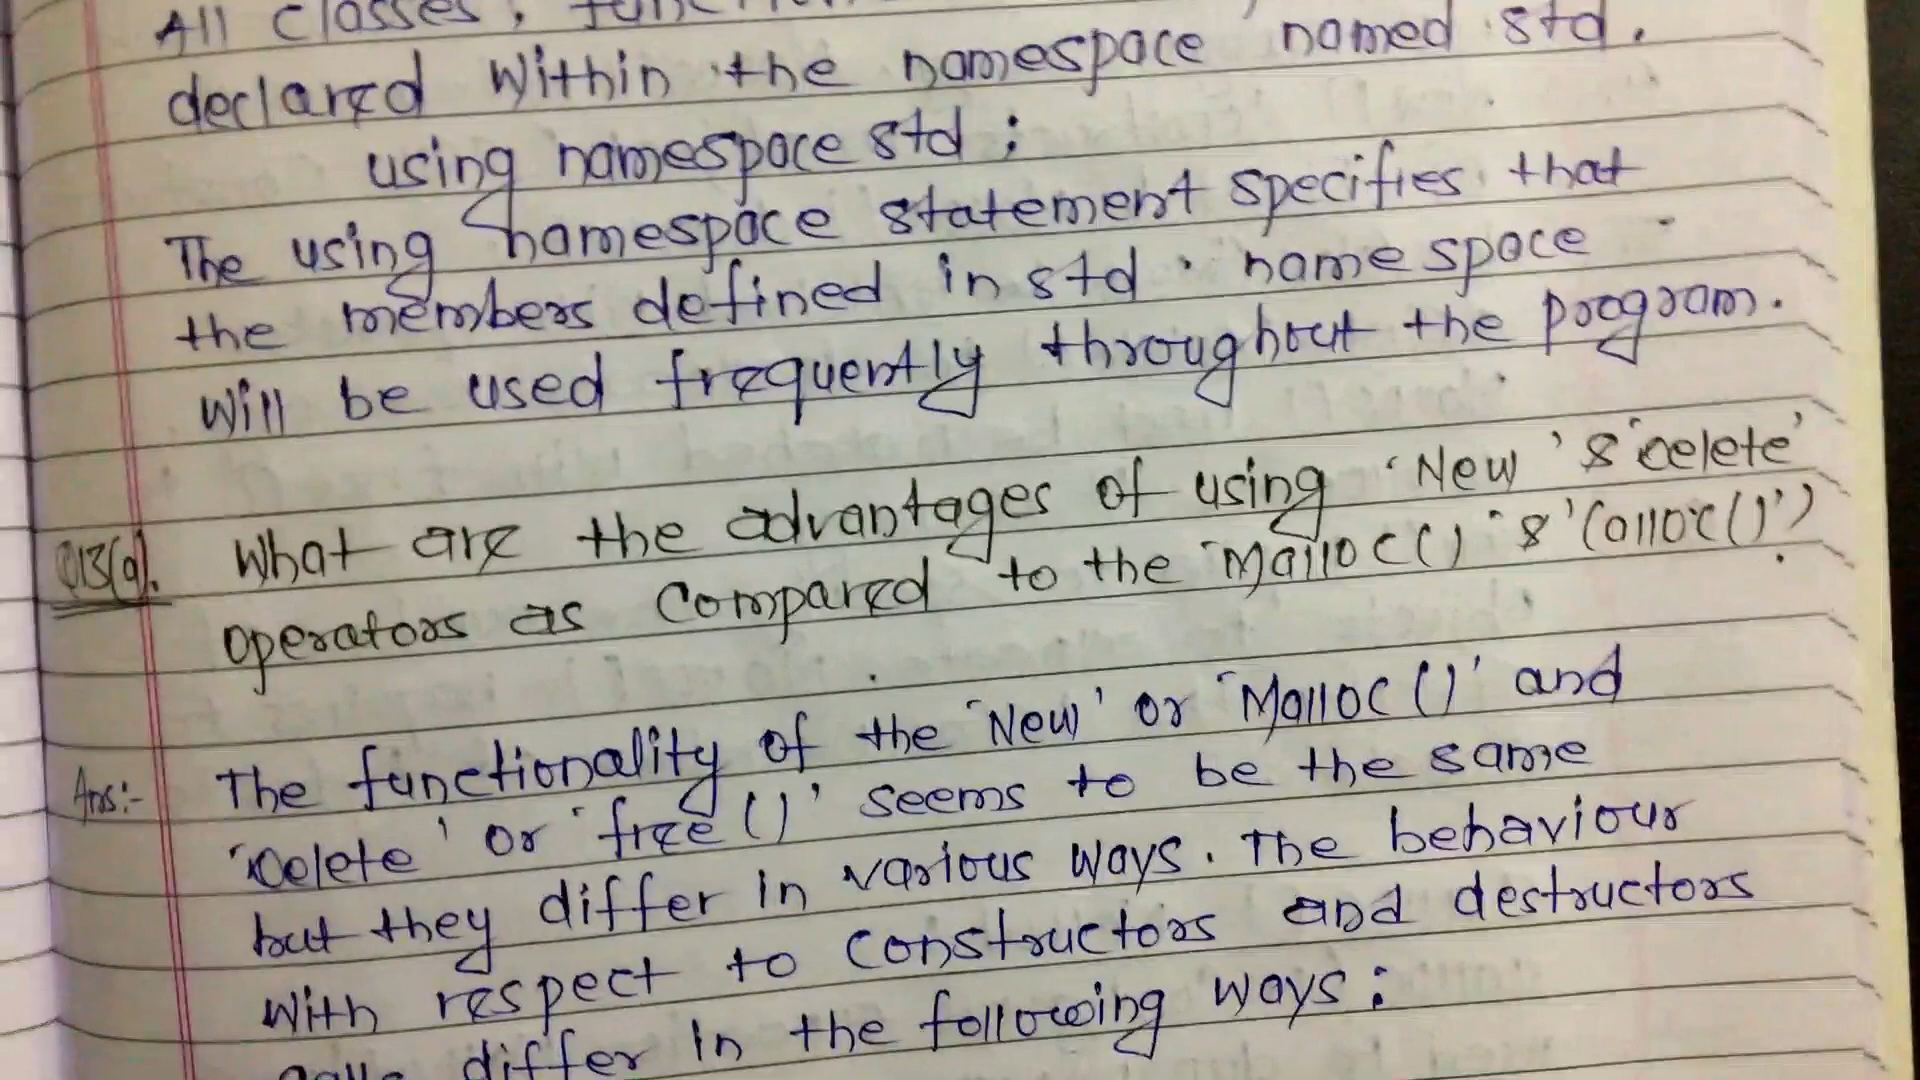 All classes, function
declared within the namespace named std.
using namespace std;
The using namespace statement specifies that
the members defined in std. namespace
will be used frequently throughout the program.
Q13(a). What are the advantages of using 'New' & 'Delete'
operators as compared to the 'Malloc()' & 'Calloc()'?
Ans:- The functionality of the 'New' or 'Malloc()' and
'Delete' or 'free()' seems to be the same
but they differ in various ways. The behaviour
with respect to constructors and destructors
calls differ in the following ways: